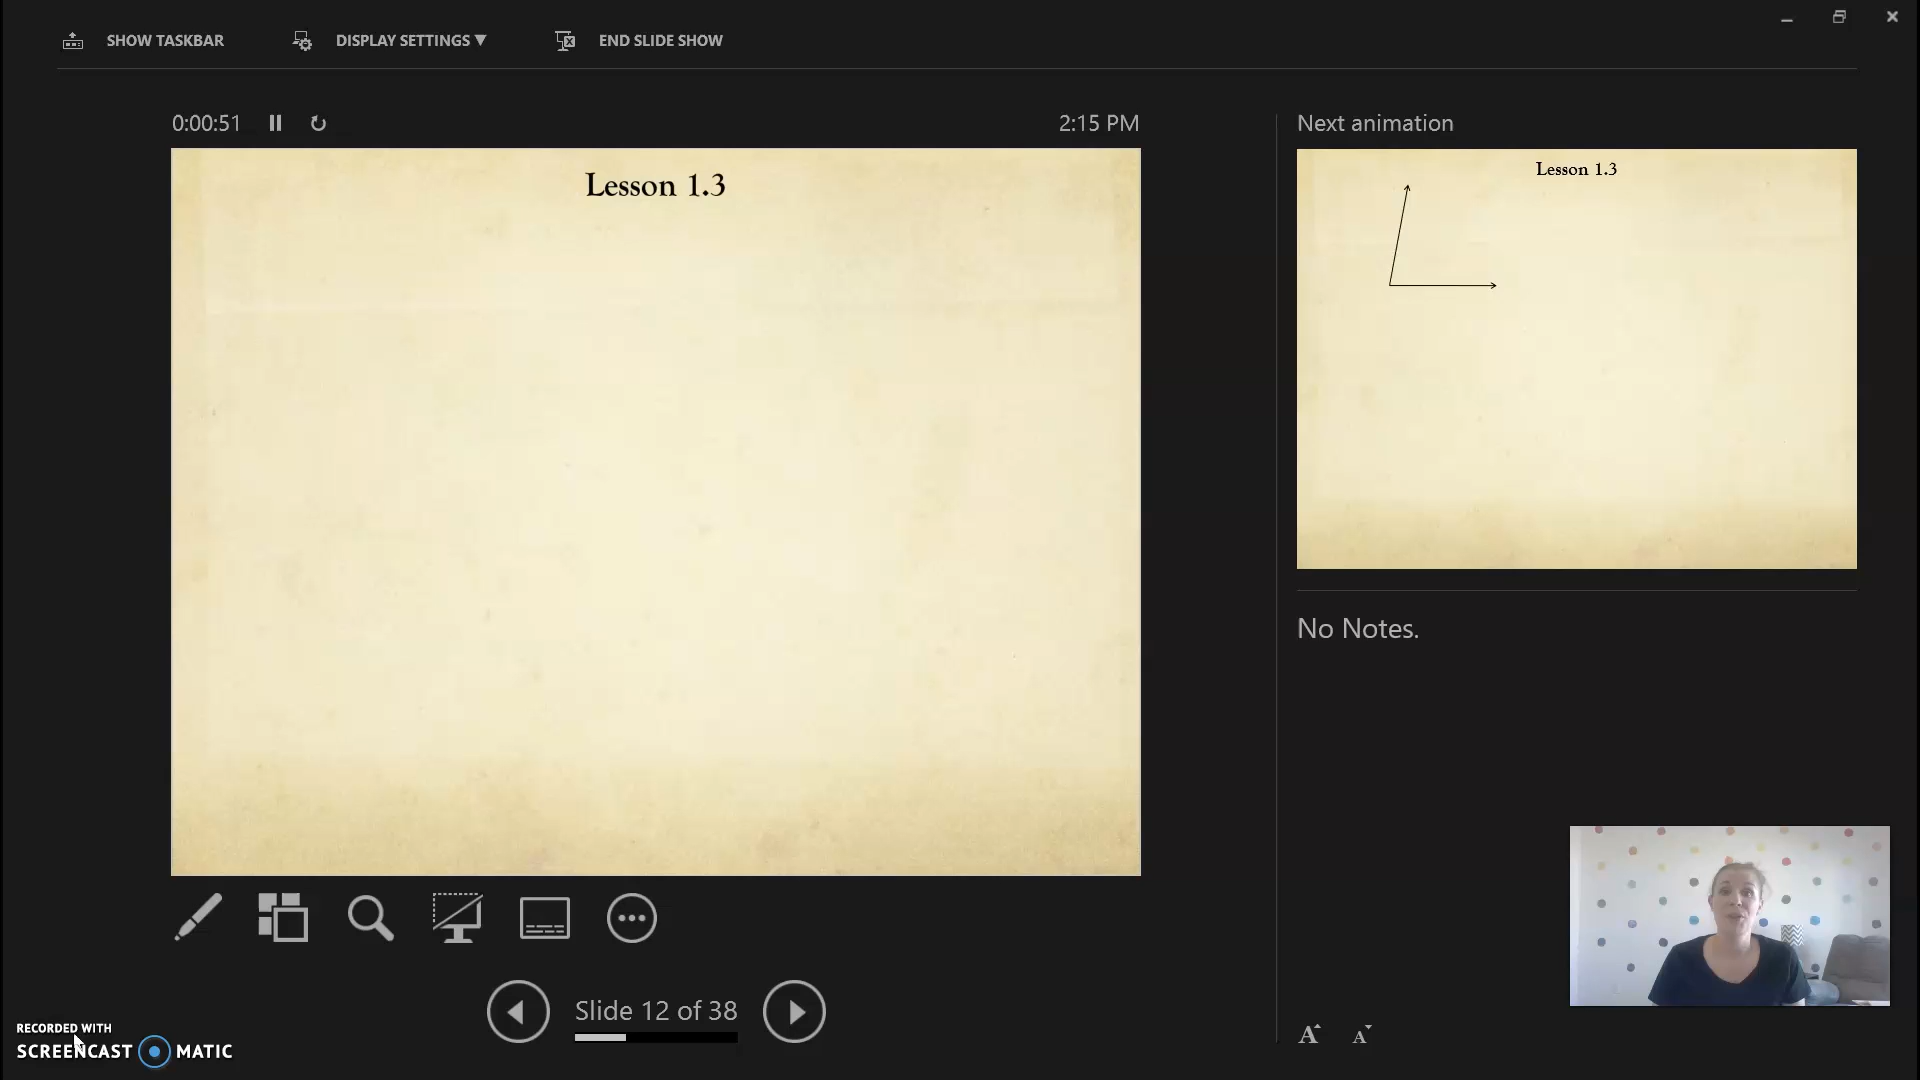 SHOW TASKBAR
DISPLAY SETTINGS ▼
END SLIDE SHOW
0:00:51
2:15 PM
Next animation
Lesson 1.3
Lesson 1.3
No Notes.
Slide 12 of 38
A A
RECORDED WITH
SCREENCAST MATIC